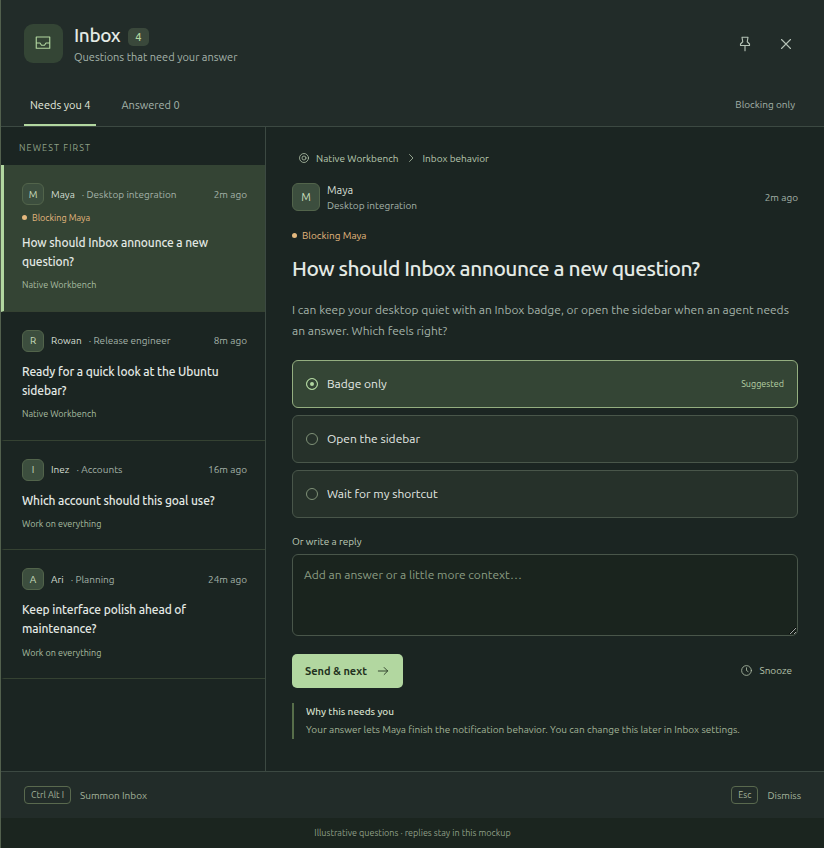 Inbox 4
Questions that need your answer
Needs you 4
Answered 0
Blocking only
NEWEST FIRST
M Maya · Desktop integration 2m ago
Blocking Maya
How should Inbox announce a new
question?
Native Workbench
R Rowan · Release engineer 8m ago
Ready for a quick look at the Ubuntu
sidebar?
Native Workbench
I Inez · Accounts 16m ago
Which account should this goal use?
Work on everything
A Ari · Planning 24m ago
Keep interface polish ahead of
maintenance?
Work on everything
Native Workbench > Inbox behavior
M Maya
Desktop integration
2m ago
Blocking Maya
How should Inbox announce a new question?
I can keep your desktop quiet with an Inbox badge, or open the sidebar when an agent needs
an answer. Which feels right?
Badge only Suggested
Open the sidebar
Wait for my shortcut
Or write a reply
Add an answer or a little more context...
Send & next →
Snooze
Why this needs you
Your answer lets Maya finish the notification behavior. You can change this later in Inbox settings.
Ctrl Alt I Summon Inbox
Esc Dismiss
Illustrative questions · replies stay in this mockup